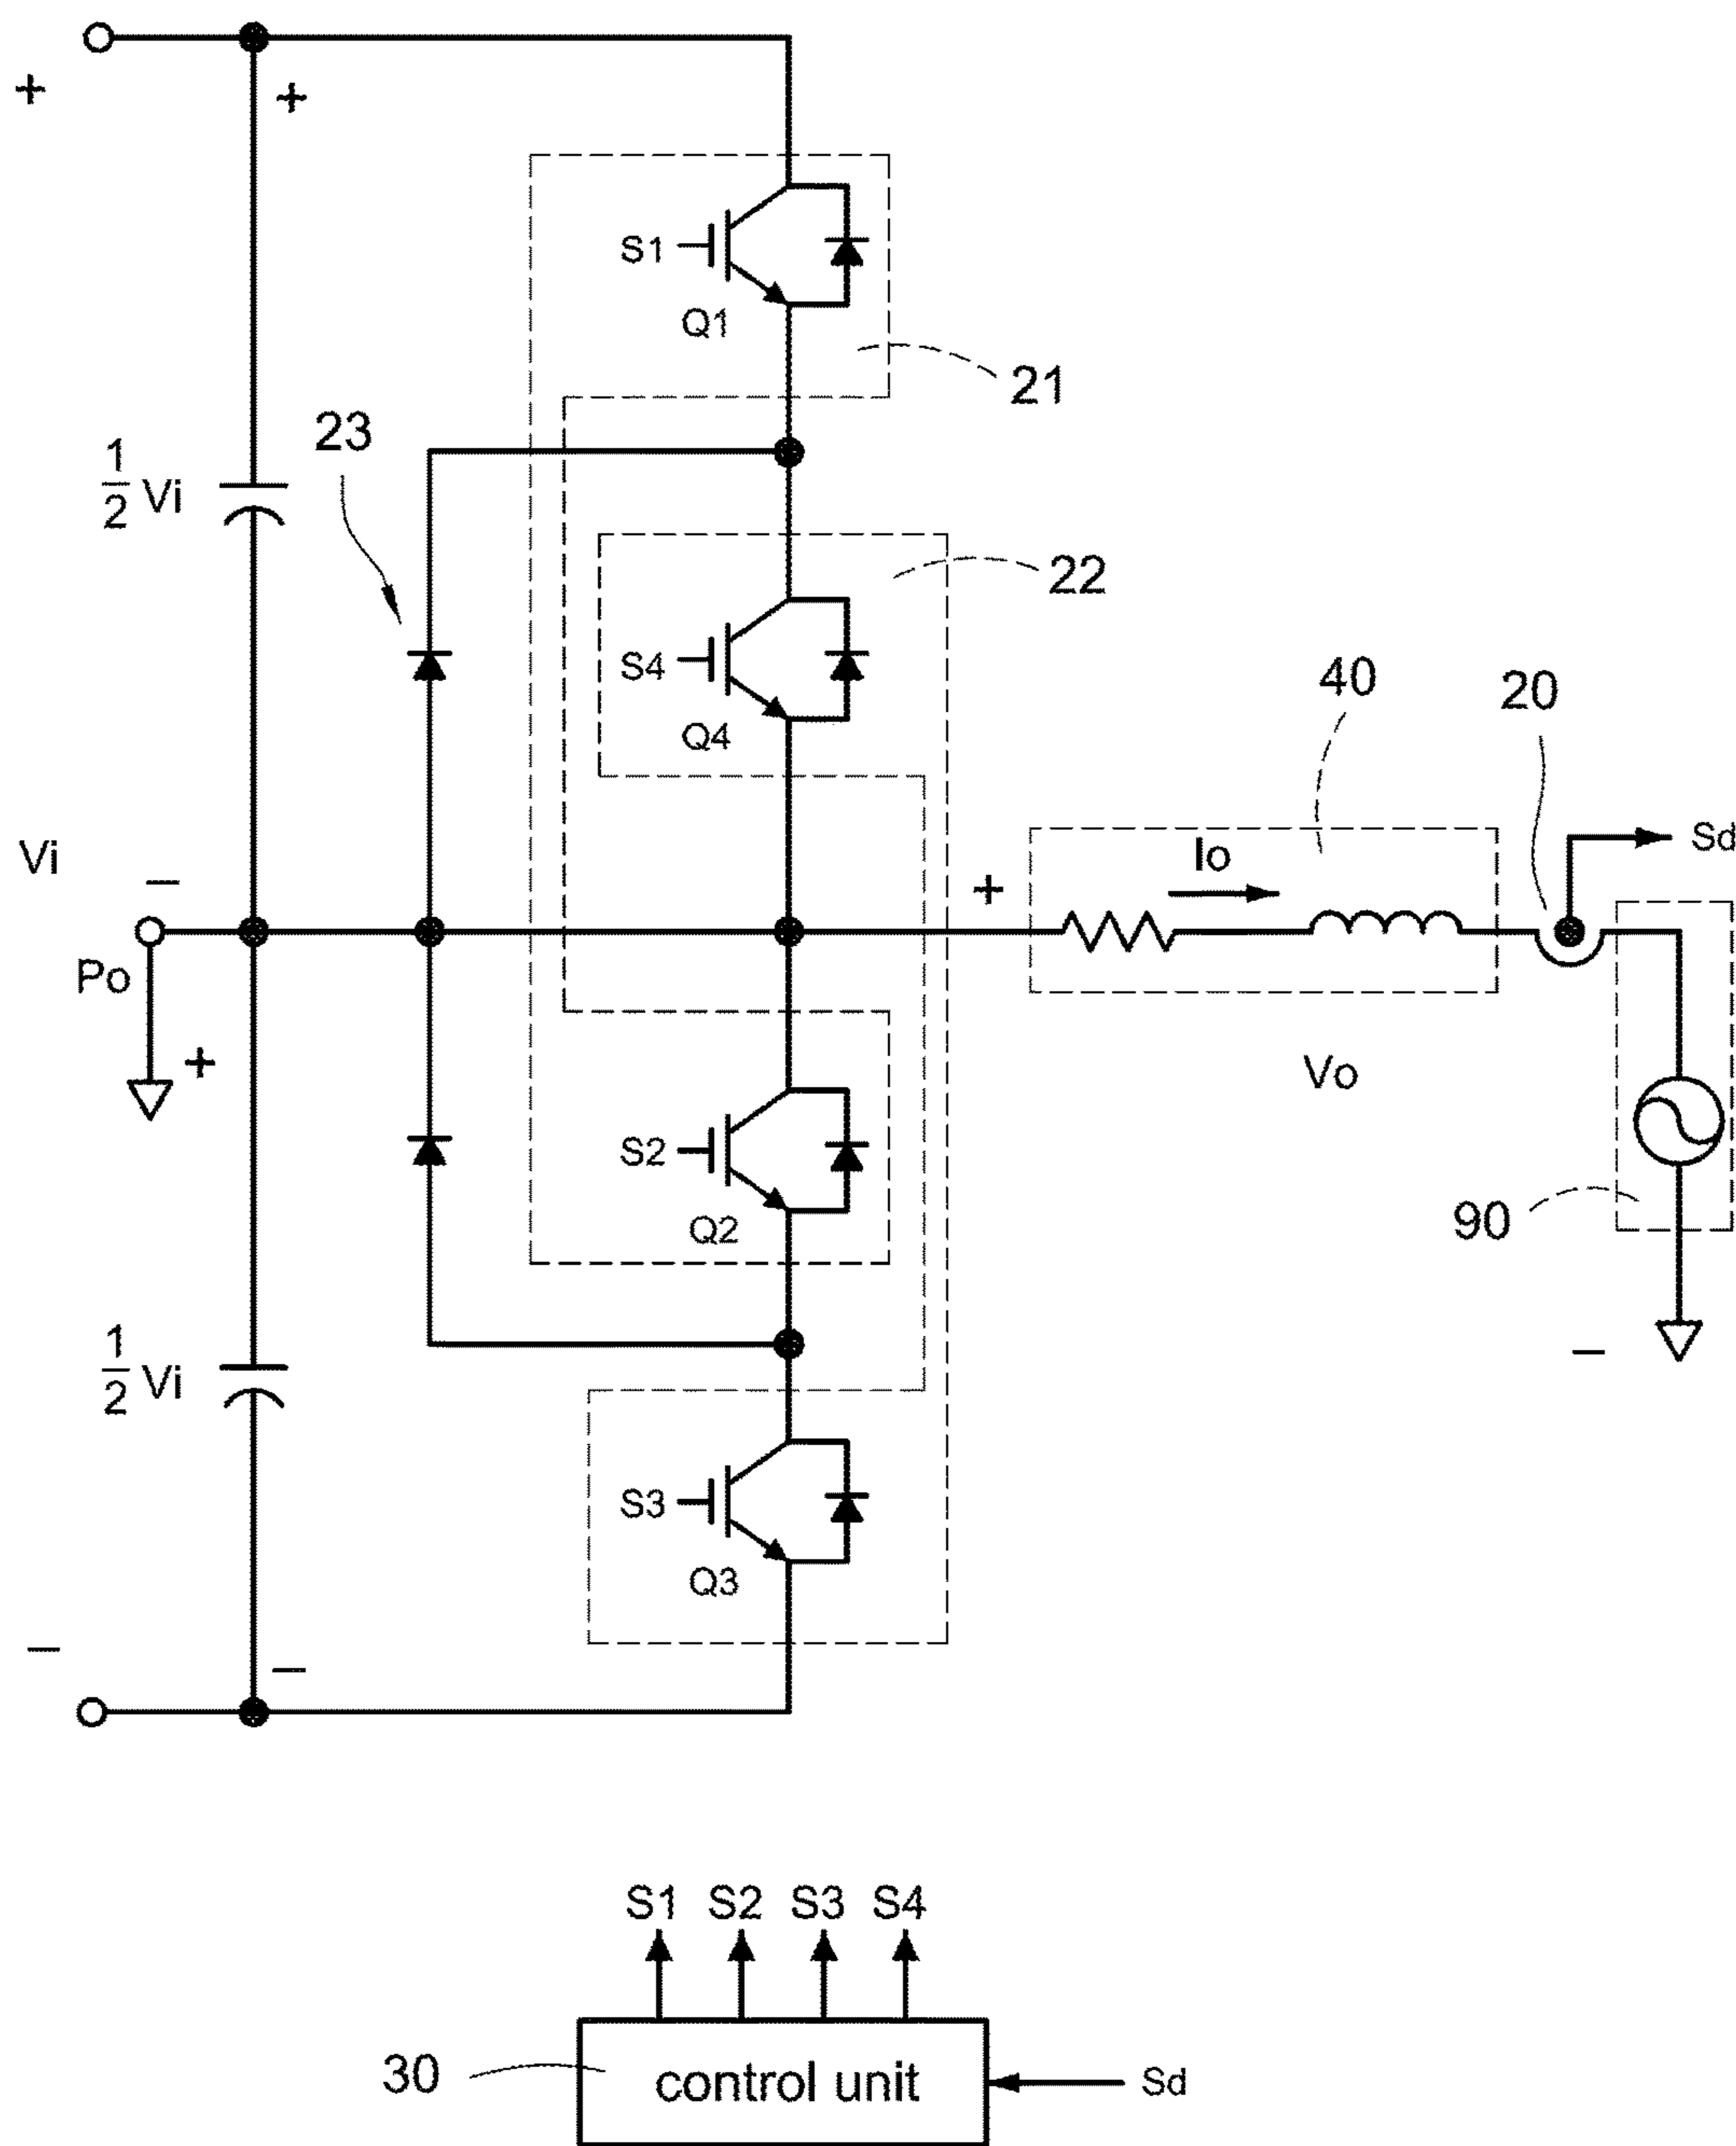 +
+
S1
Q1
21
23
1
2
Vi
22
S4
Q4
40
20
Io
Sd
Vi
−
+
Po
+
Vo
S2
Q2
90
1
2
Vi
−
S3
Q3
−
−
S1 S2 S3 S4
30
control unit
Sd